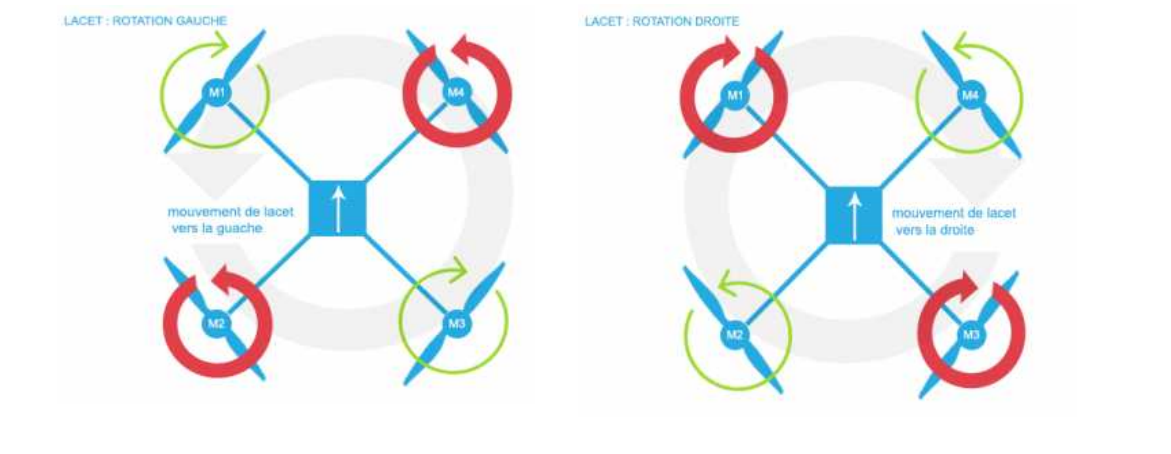 LACET : ROTATION GAUCHE
M1
M4
mouvement de lacet
vers la guache
M2
M3
LACET : ROTATION DROITE
M1
M4
mouvement de lacet
vers la droite
M2
M3